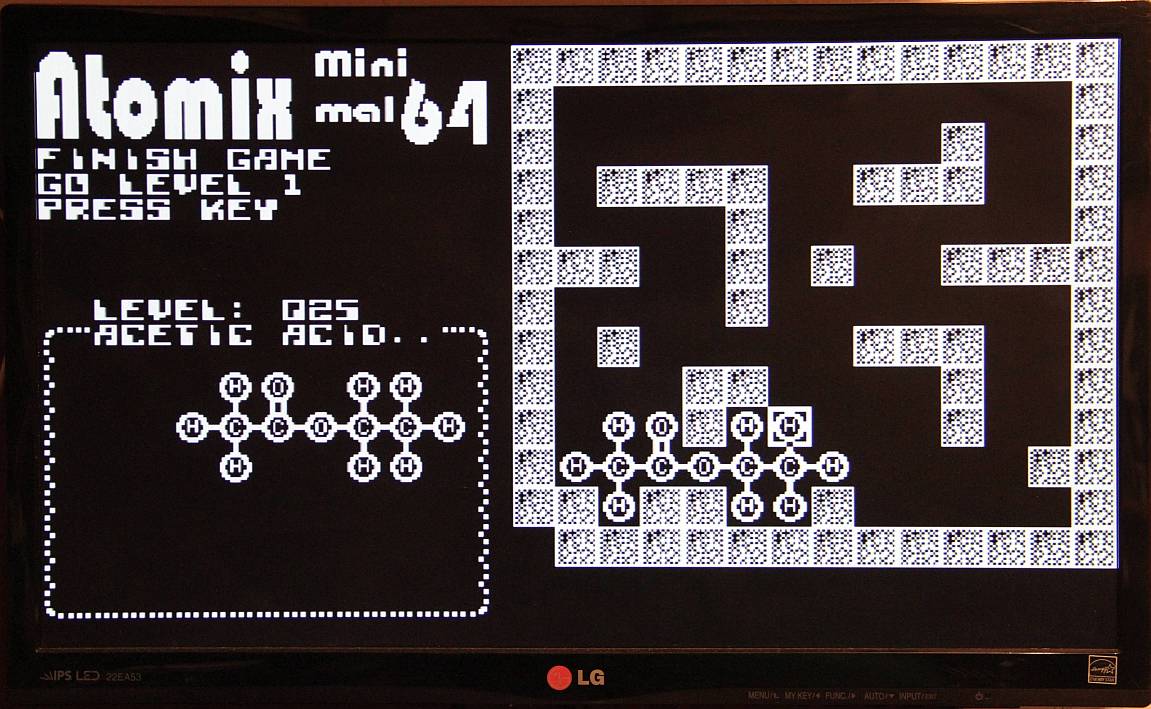 Atomix mini
mal 64
FINISH GAME
GO LEVEL 1
PRESS KEY
LEVEL: 025
ACETIC ACID..
H O H H
H C C O C C H
H H H
H O H H
H C C O C C H
H H H
IPS LED 22EA53
LG
MENU/ MY KEY/ FUNC./ AUTO/ INPUT/